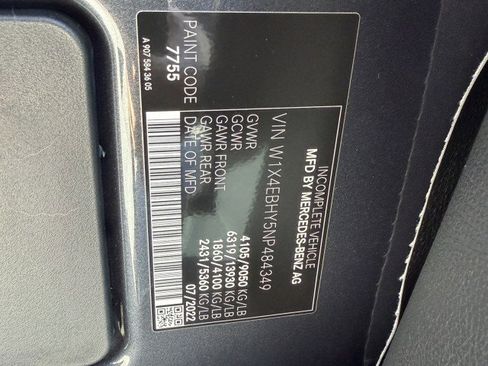 INCOMPLETE VEHICLE
MFD BY MERCEDES-BENZ AG
VIN W1X4EBHY5NP484349
GVWR 4105/9050 KG/LB
GCWR 6319/13930 KG/LB
GAWR FRONT 1860/4100 KG/LB
GAWR REAR 2431/5360 KG/LB
DATE OF MFD 07/2022
PAINT CODE
7755
A 907 584 36 05